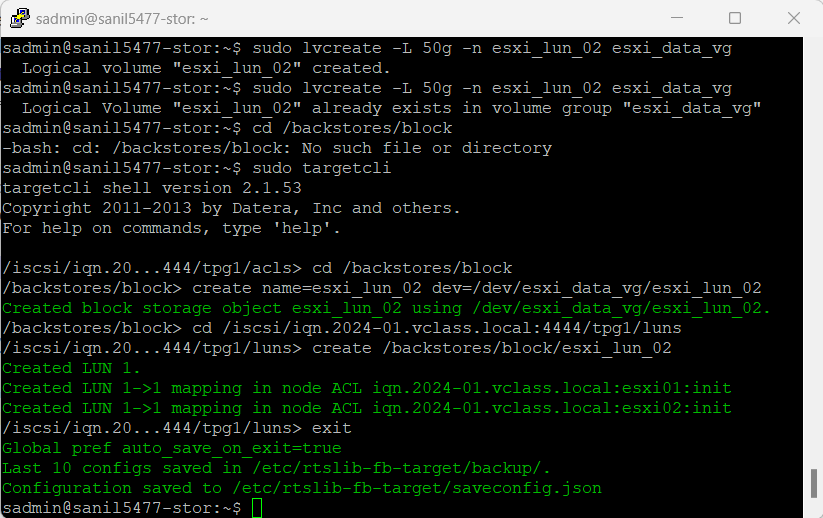 sadmin@sanil5477-stor: ~
sadmin@sanil5477-stor:~$ sudo lvcreate -L 50g -n esxi_lun_02 esxi_data_vg
  Logical volume "esxi_lun_02" created.
sadmin@sanil5477-stor:~$ sudo lvcreate -L 50g -n esxi_lun_02 esxi_data_vg
  Logical Volume "esxi_lun_02" already exists in volume group "esxi_data_vg"
sadmin@sanil5477-stor:~$ cd /backstores/block
-bash: cd: /backstores/block: No such file or directory
sadmin@sanil5477-stor:~$ sudo targetcli
targetcli shell version 2.1.53
Copyright 2011-2013 by Datera, Inc and others.
For help on commands, type 'help'.

/iscsi/iqn.20...444/tpg1/acls> cd /backstores/block
/backstores/block> create name=esxi_lun_02 dev=/dev/esxi_data_vg/esxi_lun_02
Created block storage object esxi_lun_02 using /dev/esxi_data_vg/esxi_lun_02.
/backstores/block> cd /iscsi/iqn.2024-01.vclass.local:4444/tpg1/luns
/iscsi/iqn.20...444/tpg1/luns> create /backstores/block/esxi_lun_02
Created LUN 1.
Created LUN 1->1 mapping in node ACL iqn.2024-01.vclass.local:esxi01:init
Created LUN 1->1 mapping in node ACL iqn.2024-01.vclass.local:esxi02:init
/iscsi/iqn.20...444/tpg1/luns> exit
Global pref auto_save_on_exit=true
Last 10 configs saved in /etc/rtslib-fb-target/backup/.
Configuration saved to /etc/rtslib-fb-target/saveconfig.json
sadmin@sanil5477-stor:~$